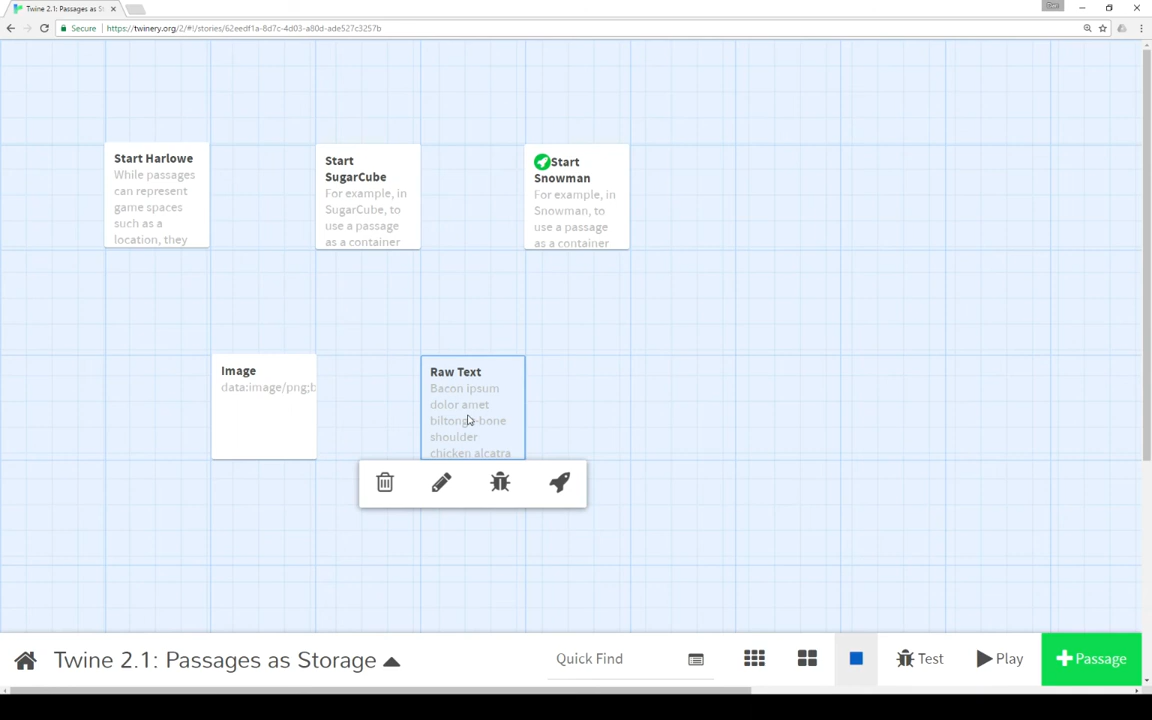 Twine 2.1: Passages as St
Secure
https://twinery.org/2/#!/stories/62eedf1a-8d7c-4d03-a80d-ade527c3257b
Start Harlowe
While passages
can represent
game spaces
such as a
location, they
Start
SugarCube
For example, in
SugarCube, to
use a passage
as a container
Start
Snowman
For example, in
Snowman, to
use a passage
as a container
Image
data:image/png;b
Raw Text
Bacon ipsum
dolor amet
biltong t-bone
shoulder
chicken alcatra
Twine 2.1: Passages as Storage
Quick Find
Test
Play
Passage